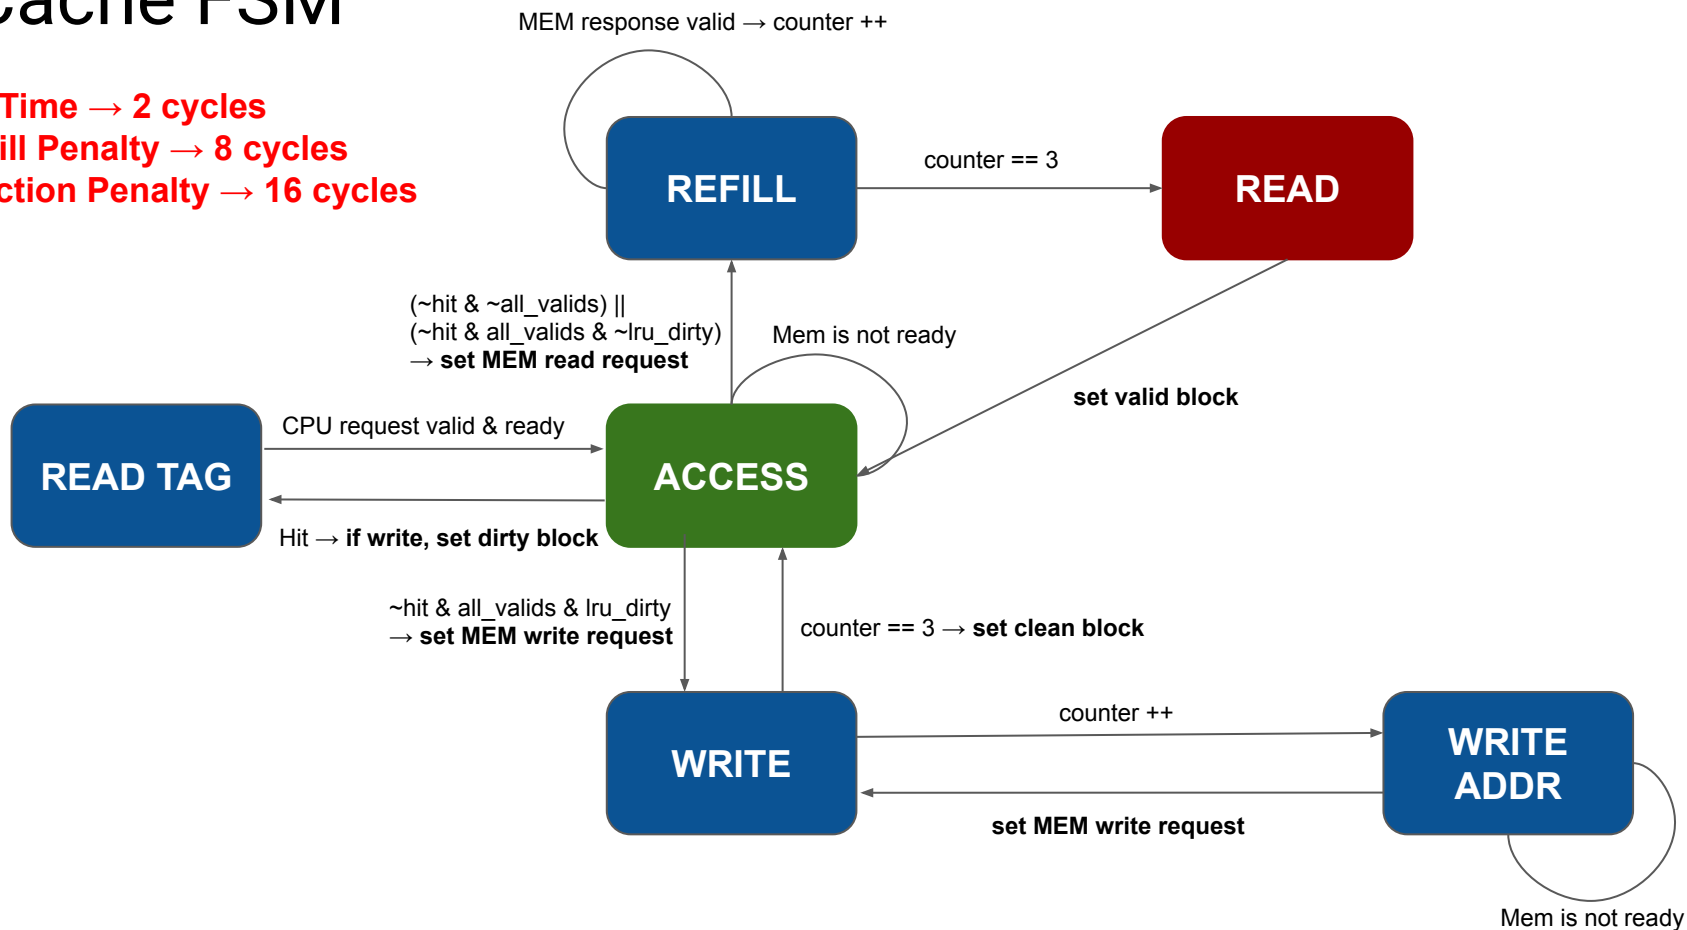 Cache FSM
MEM response valid → counter ++
Time → 2 cycles
ill Penalty → 8 cycles
ction Penalty → 16 cycles
REFILL
counter == 3
READ
(~hit & ~all_valids) ||
(~hit & all_valids & ~lru_dirty)
→ set MEM read request
Mem is not ready
set valid block
READ TAG
CPU request valid & ready
ACCESS
Hit → if write, set dirty block
~hit & all_valids & lru_dirty
→ set MEM write request
counter == 3 → set clean block
WRITE
counter ++
WRITE
ADDR
set MEM write request
Mem is not ready